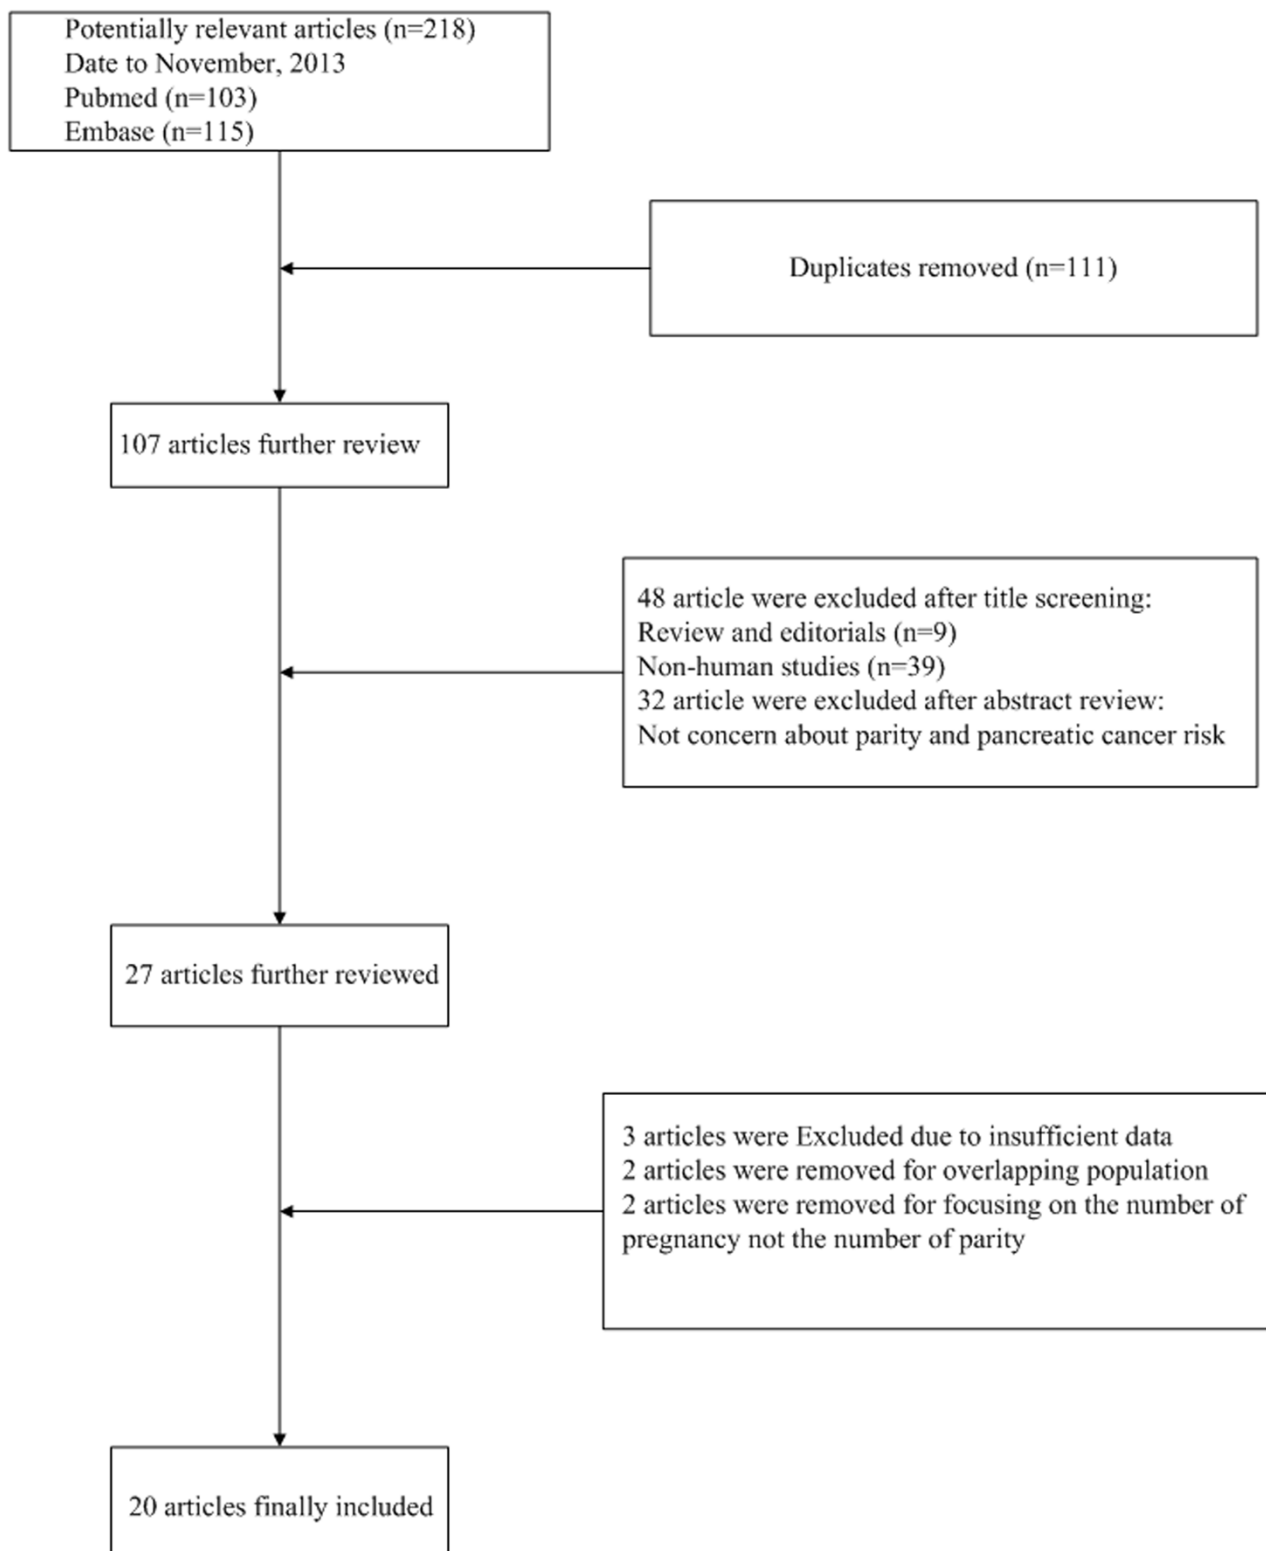 Potentially relevant articles (n=218)
Date to November, 2013
Pubmed (n=103)
Embase (n=115)
Duplicates removed (n=111)
107 articles further review
48 article were excluded after title screening:
Review and editorials (n=9)
Non-human studies (n=39)
32 article were excluded after abstract review:
Not concern about parity and pancreatic cancer risk
27 articles further reviewed
3 articles were Excluded due to insufficient data
2 articles were removed for overlapping population
2 articles were removed for focusing on the number of
pregnancy not the number of parity
20 articles finally included